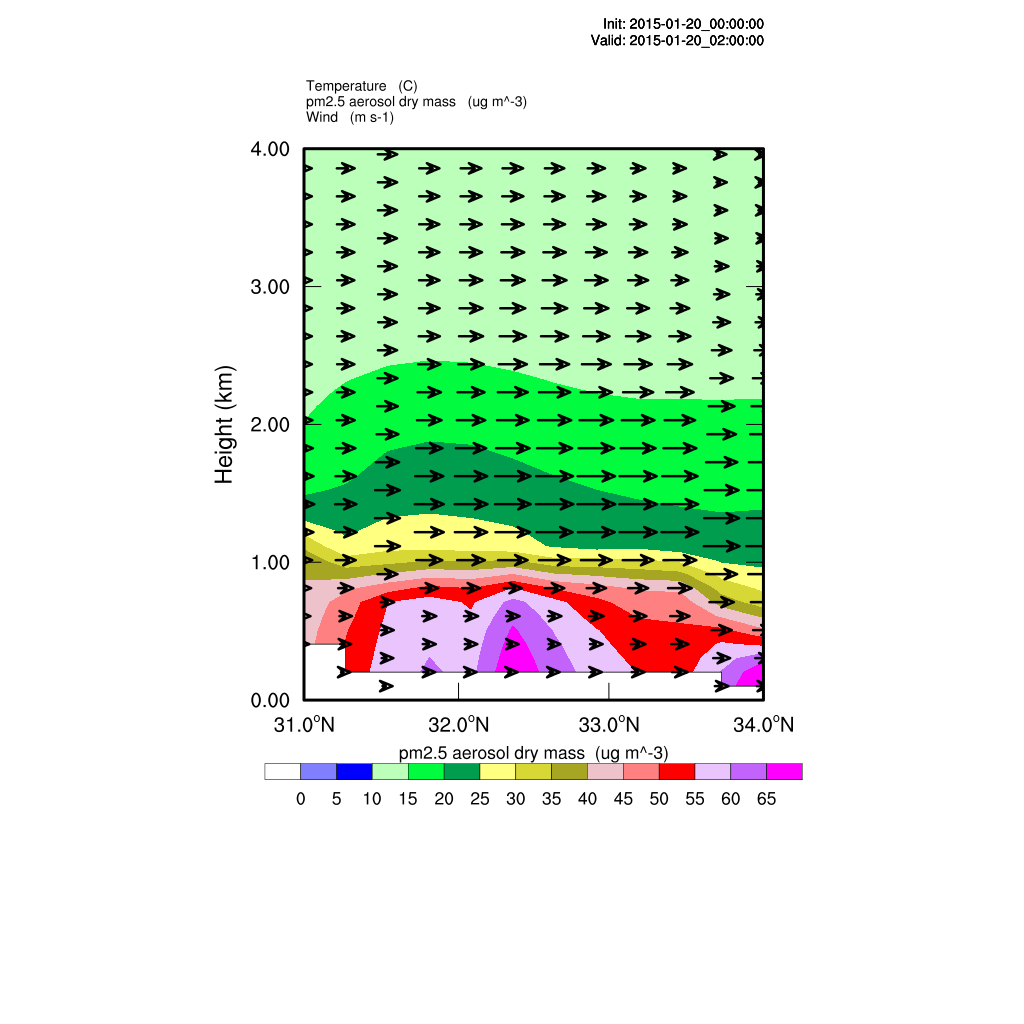 Init: 2015-01-20_00:00:00
Valid: 2015-01-20_02:00:00
Temperature (C)
pm2.5 aerosol dry mass (ug m^-3)
Wind (m s-1)
4.00
3.00
2.00
1.00
0.00
Height (km)
31.0°N 32.0°N 33.0°N 34.0°N
pm2.5 aerosol dry mass (ug m^-3)
0 5 10 15 20 25 30 35 40 45 50 55 60 65